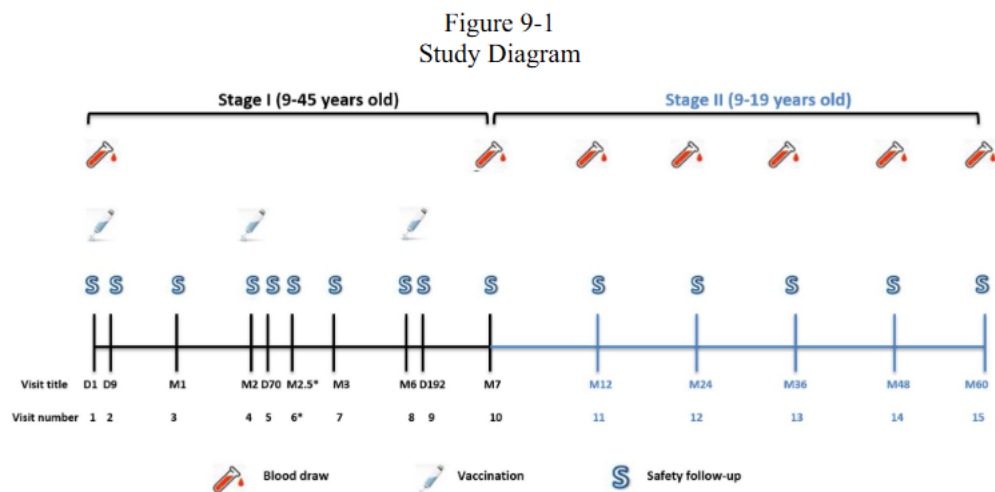 Figure 9-1
Study Diagram
Stage I (9-45 years old) Stage II (9-19 years old)
S S S S S S S S S S S S S S S
Visit title D1 D9 M1 M2 D70 M2.5* M3 M6 D192 M7 M12 M24 M36 M48 M60
Visit number 1 2 3 4 5 6* 7 8 9 10 11 12 13 14 15
Blood draw Vaccination S Safety follow-up